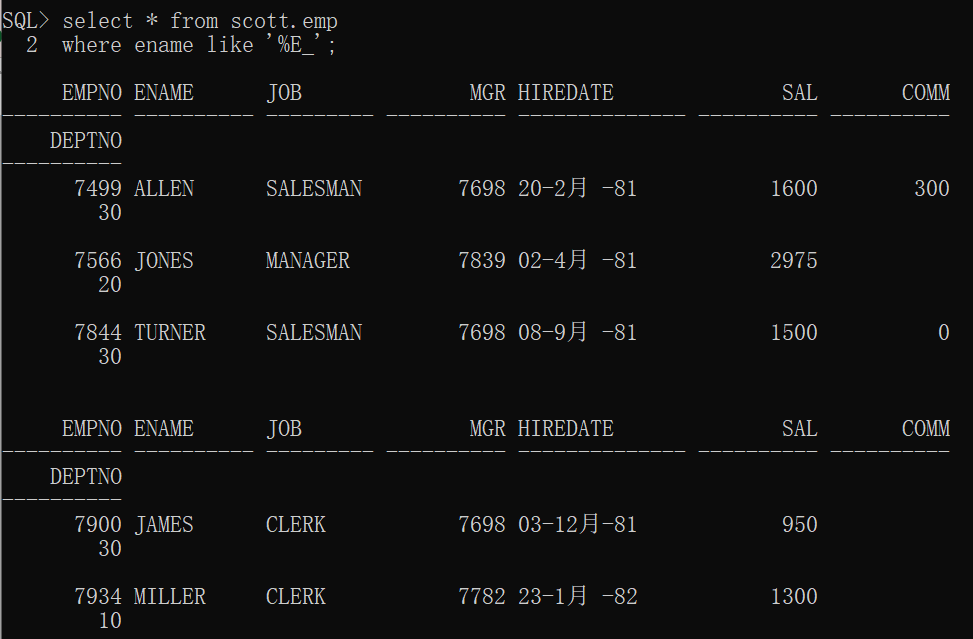 SQL> select * from scott.emp
  2  where ename like '%E_';
     EMPNO ENAME      JOB              MGR HIREDATE              SAL       COMM
---------- ---------- --------- ---------- -------------- ---------- ----------
    DEPTNO
----------
      7499 ALLEN      SALESMAN        7698 20-2月 -81           1600        300
        30
      7566 JONES      MANAGER         7839 02-4月 -81           2975
        20
      7844 TURNER     SALESMAN        7698 08-9月 -81           1500          0
        30
     EMPNO ENAME      JOB              MGR HIREDATE              SAL       COMM
---------- ---------- --------- ---------- -------------- ---------- ----------
    DEPTNO
----------
      7900 JAMES      CLERK           7698 03-12月-81            950
        30
      7934 MILLER     CLERK           7782 23-1月 -82           1300
        10